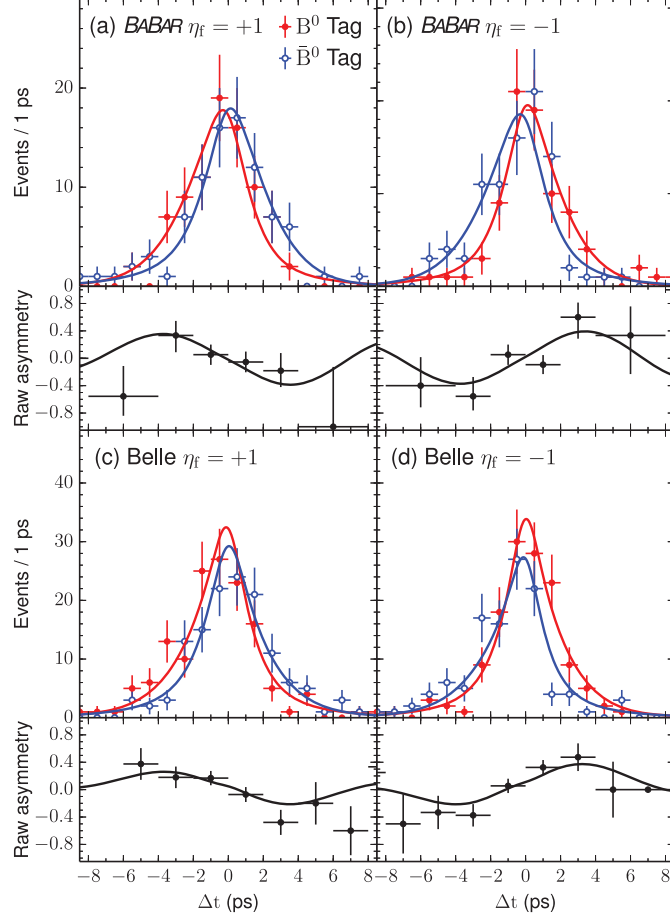 (a) BABAR ηf = +1
B⁰ Tag
B̄⁰ Tag
(b) BABAR ηf = −1
Events / 1 ps
20
10
0
Raw asymmetry
0.8
0.4
0.0
−0.4
−0.8
(c) Belle ηf = +1
(d) Belle ηf = −1
Events / 1 ps
40
30
20
10
0
Raw asymmetry
0.8
0.4
0.0
−0.4
−0.8
−8 −6 −4 −2 0 2 4 6 8 −8 −6 −4 −2 0 2 4 6 8
Δt (ps) Δt (ps)